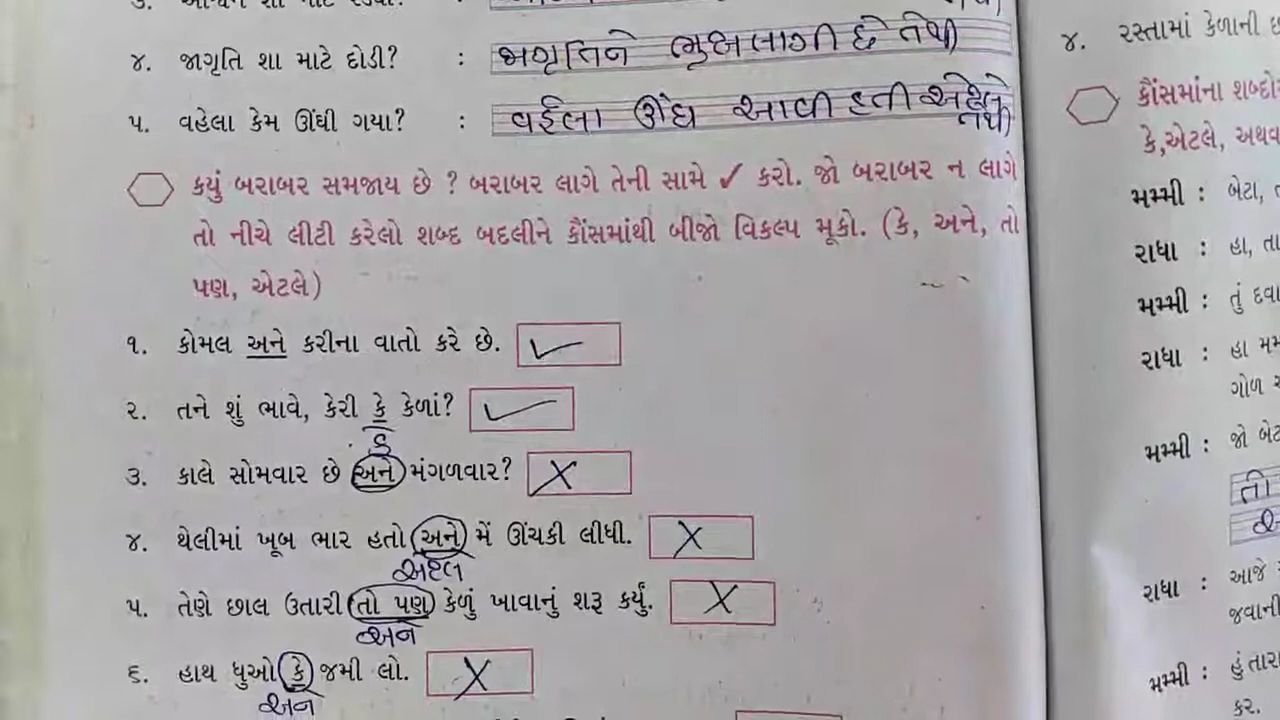 ૪. જાગૃતિ શા માટે દોડી? : જાગૃતિને ભુખ લાગી છે તેથી
૫. વહેલા કેમ ઊંઘી ગયા? : વઈલા ઊંઘ આવી હતી એટલે
તેથી
કયું બરાબર સમજાય છે ? બરાબર લાગે તેની સામે ✓ કરો. જો બરાબર ન લાગે
તો નીચે લીટી કરેલો શબ્દ બદલીને કૌંસમાંથી બીજો વિકલ્પ મૂકો. (કે, અને, તો
પણ, એટલે)
૧. કોમલ અને કરીના વાતો કરે છે. ✓
૨. તને શું ભાવે, કેરી કે કેળાં? ✓
કે
૩. કાલે સોમવાર છે અને મંગળવાર? X
૪. થેલીમાં ખૂબ ભાર હતો અને મેં ઊંચકી લીધી. X
એટલે
૫. તેણે છાલ ઉતારી તો પણ કેળું ખાવાનું શરૂ કર્યું. X
અને
૬. હાથ ધુઓ કે જમી લો. X
અને
૪. રસ્તામાં કેળાની
કૌંસમાંના શબ્દો
કે,એટલે, અથવ
મમ્મી : બેટા,
રાધા : હા, તા
મમ્મી : તું દવા
રાધા : હા મમ
ગોળ
મમ્મી : જો બેટ
તો
રાધા : આજે
જવાની
મમ્મી : હું તારા
કર.